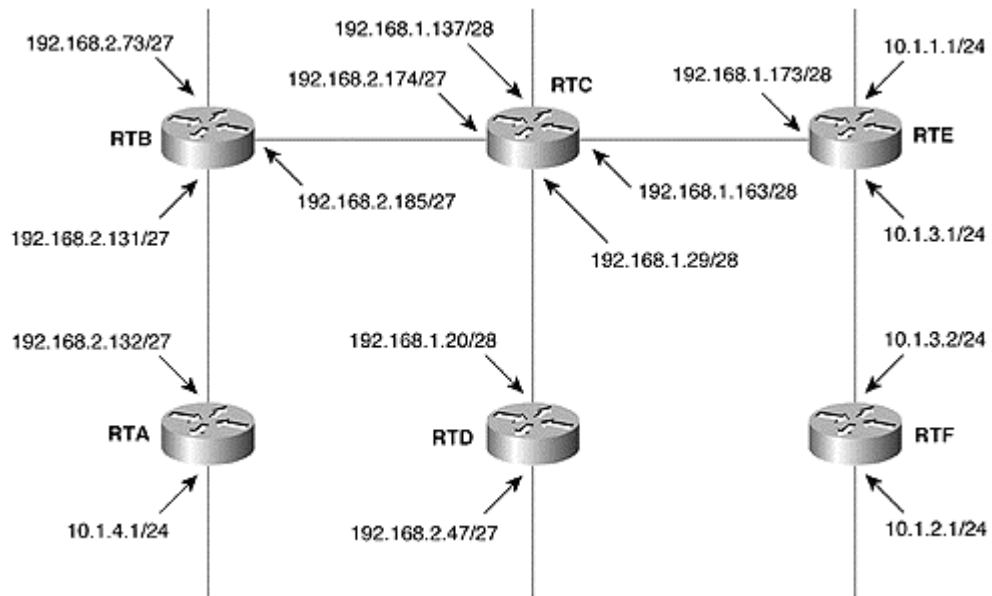 192.168.2.73/27
192.168.1.137/28
10.1.1.1/24
192.168.2.174/27
RTC
192.168.1.173/28
RTB
RTE
192.168.2.185/27
192.168.1.163/28
192.168.2.131/27
10.1.3.1/24
192.168.1.29/28
192.168.2.132/27
192.168.1.20/28
10.1.3.2/24
RTA
RTD
RTF
10.1.4.1/24
192.168.2.47/27
10.1.2.1/24